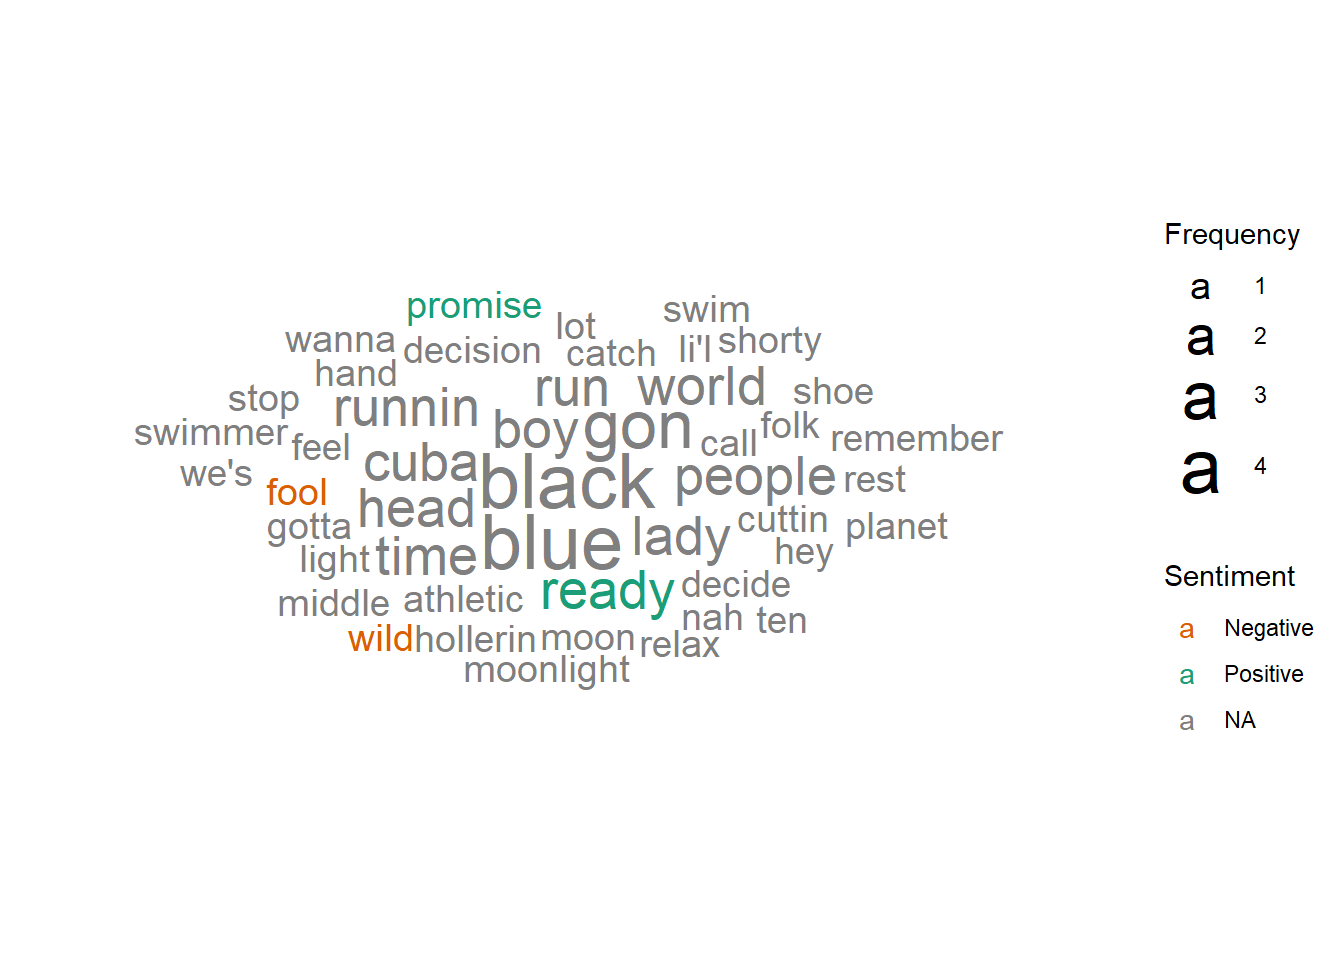 promise
swim
lot
wanna
decision
catch
li'l
shorty
hand
run
world
stop
runnin
shoe
swimmer
feel
boy
gon
call
folk
remember
we's
cuba
black
people
rest
fool
head
gotta
light
time
blue
lady
cuttin
hey
planet
middle
athletic
ready
decide
nah
ten
wild
hollerin
moon
relax
moonlight
Frequency
a 1
a 2
a 3
a 4
Sentiment
a Negative
a Positive
a NA